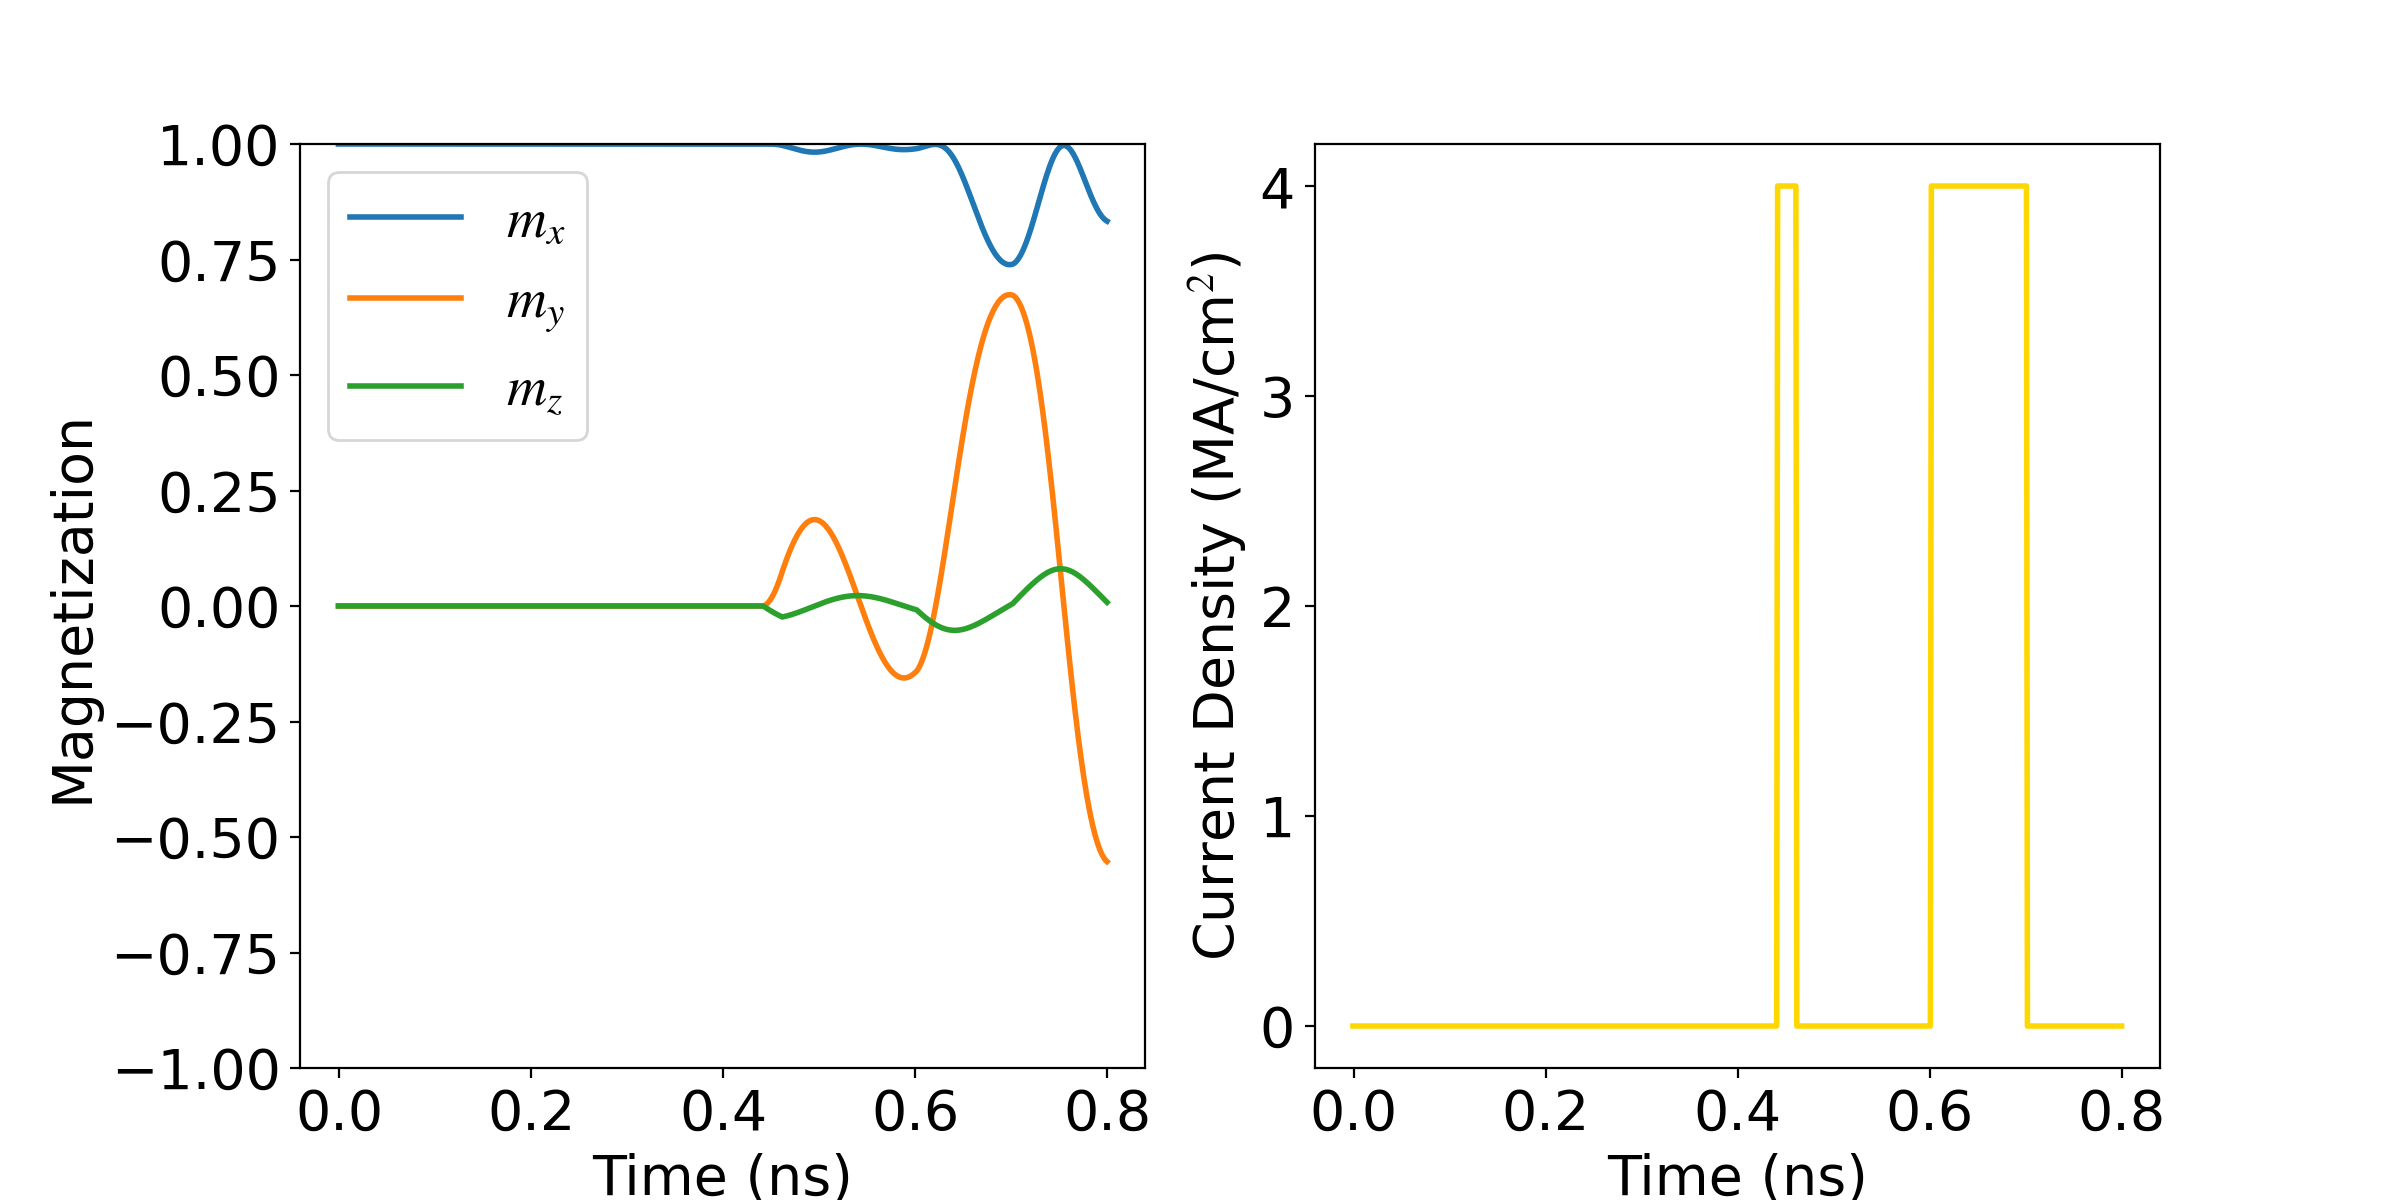 1.00
0.75
0.50
0.25
0.00
−0.25
−0.50
−0.75
−1.00
Magnetization
m_x
m_y
m_z
0.0 0.2 0.4 0.6 0.8
Time (ns)
4
3
2
1
0
Current Density (MA/cm²)
0.0 0.2 0.4 0.6 0.8
Time (ns)